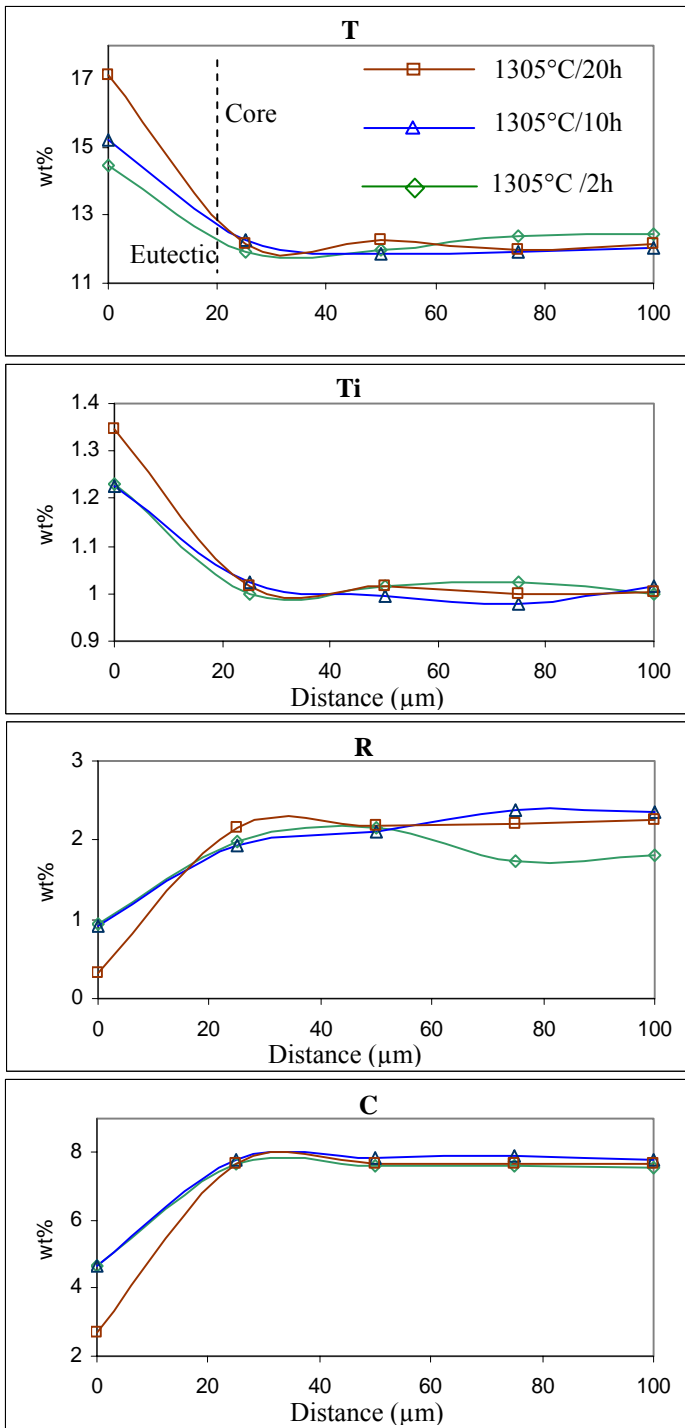 T
17
15
13
11
wt%
1305°C/20h
1305°C/10h
1305°C /2h
Core
Eutectic
0 20 40 60 80 100
Ti
1.4
1.3
1.2
1.1
1
0.9
wt%
0 20 40 60 80 100
Distance (µm)
R
3
2
1
0
wt%
0 20 40 60 80 100
Distance (µm)
C
8
6
4
2
wt%
0 20 40 60 80 100
Distance (µm)